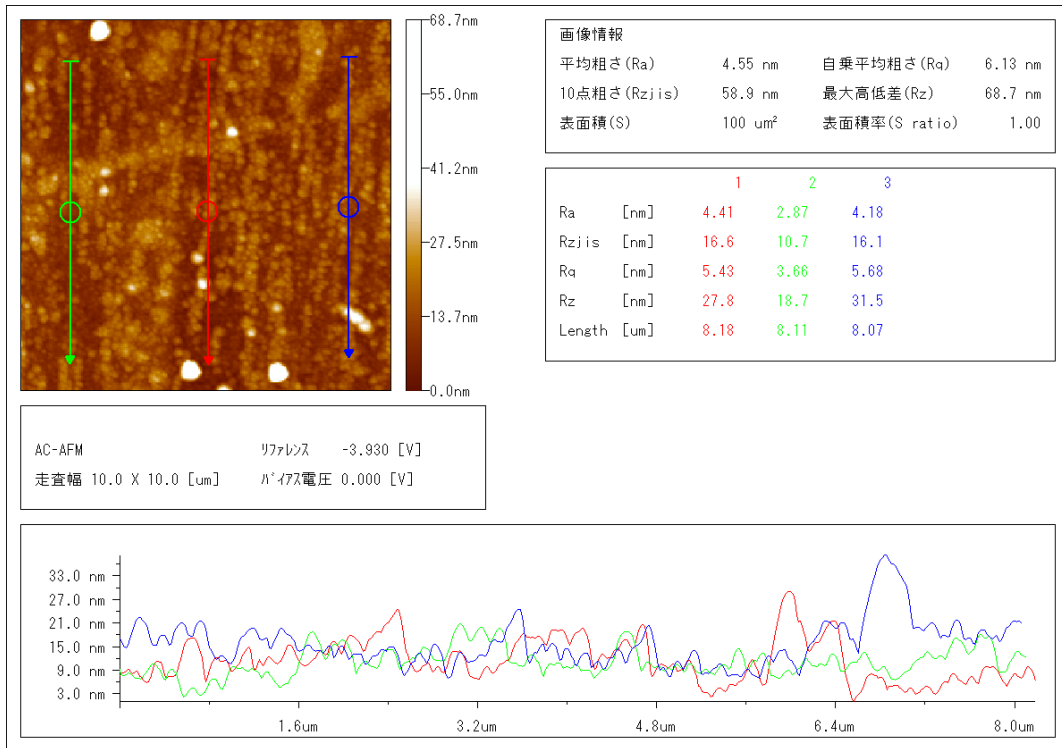 68.7nm
55.0nm
41.2nm
27.5nm
13.7nm
0.0nm
画像情報
平均粗さ(Ra) 4.55 nm 自乗平均粗さ(Rq) 6.13 nm
10点粗さ(Rzjis) 58.9 nm 最大高低差(Rz) 68.7 nm
表面積(S) 100 um² 表面積率(S ratio) 1.00
1 2 3
Ra [nm] 4.41 2.87 4.18
Rzjis [nm] 16.6 10.7 16.1
Rq [nm] 5.43 3.66 5.68
Rz [nm] 27.8 18.7 31.5
Length [um] 8.18 8.11 8.07
AC-AFM ﾘﾌｧﾚﾝｽ -3.930 [V]
走査幅 10.0 X 10.0 [um] ﾊﾞｲｱｽ電圧 0.000 [V]
33.0 nm
27.0 nm
21.0 nm
15.0 nm
9.0 nm
3.0 nm
1.6um 3.2um 4.8um 6.4um 8.0um